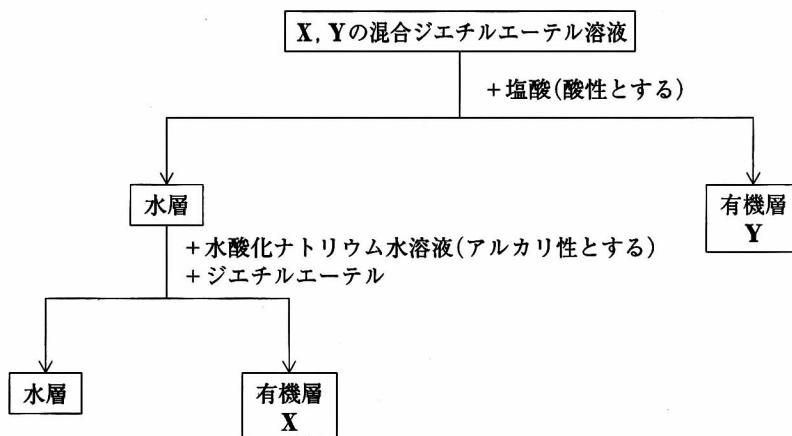 X, Yの混合ジエチルエーテル溶液
+塩酸(酸性とする)
水層
有機層
Y
+水酸化ナトリウム水溶液(アルカリ性とする)
+ジエチルエーテル
水層
有機層
X